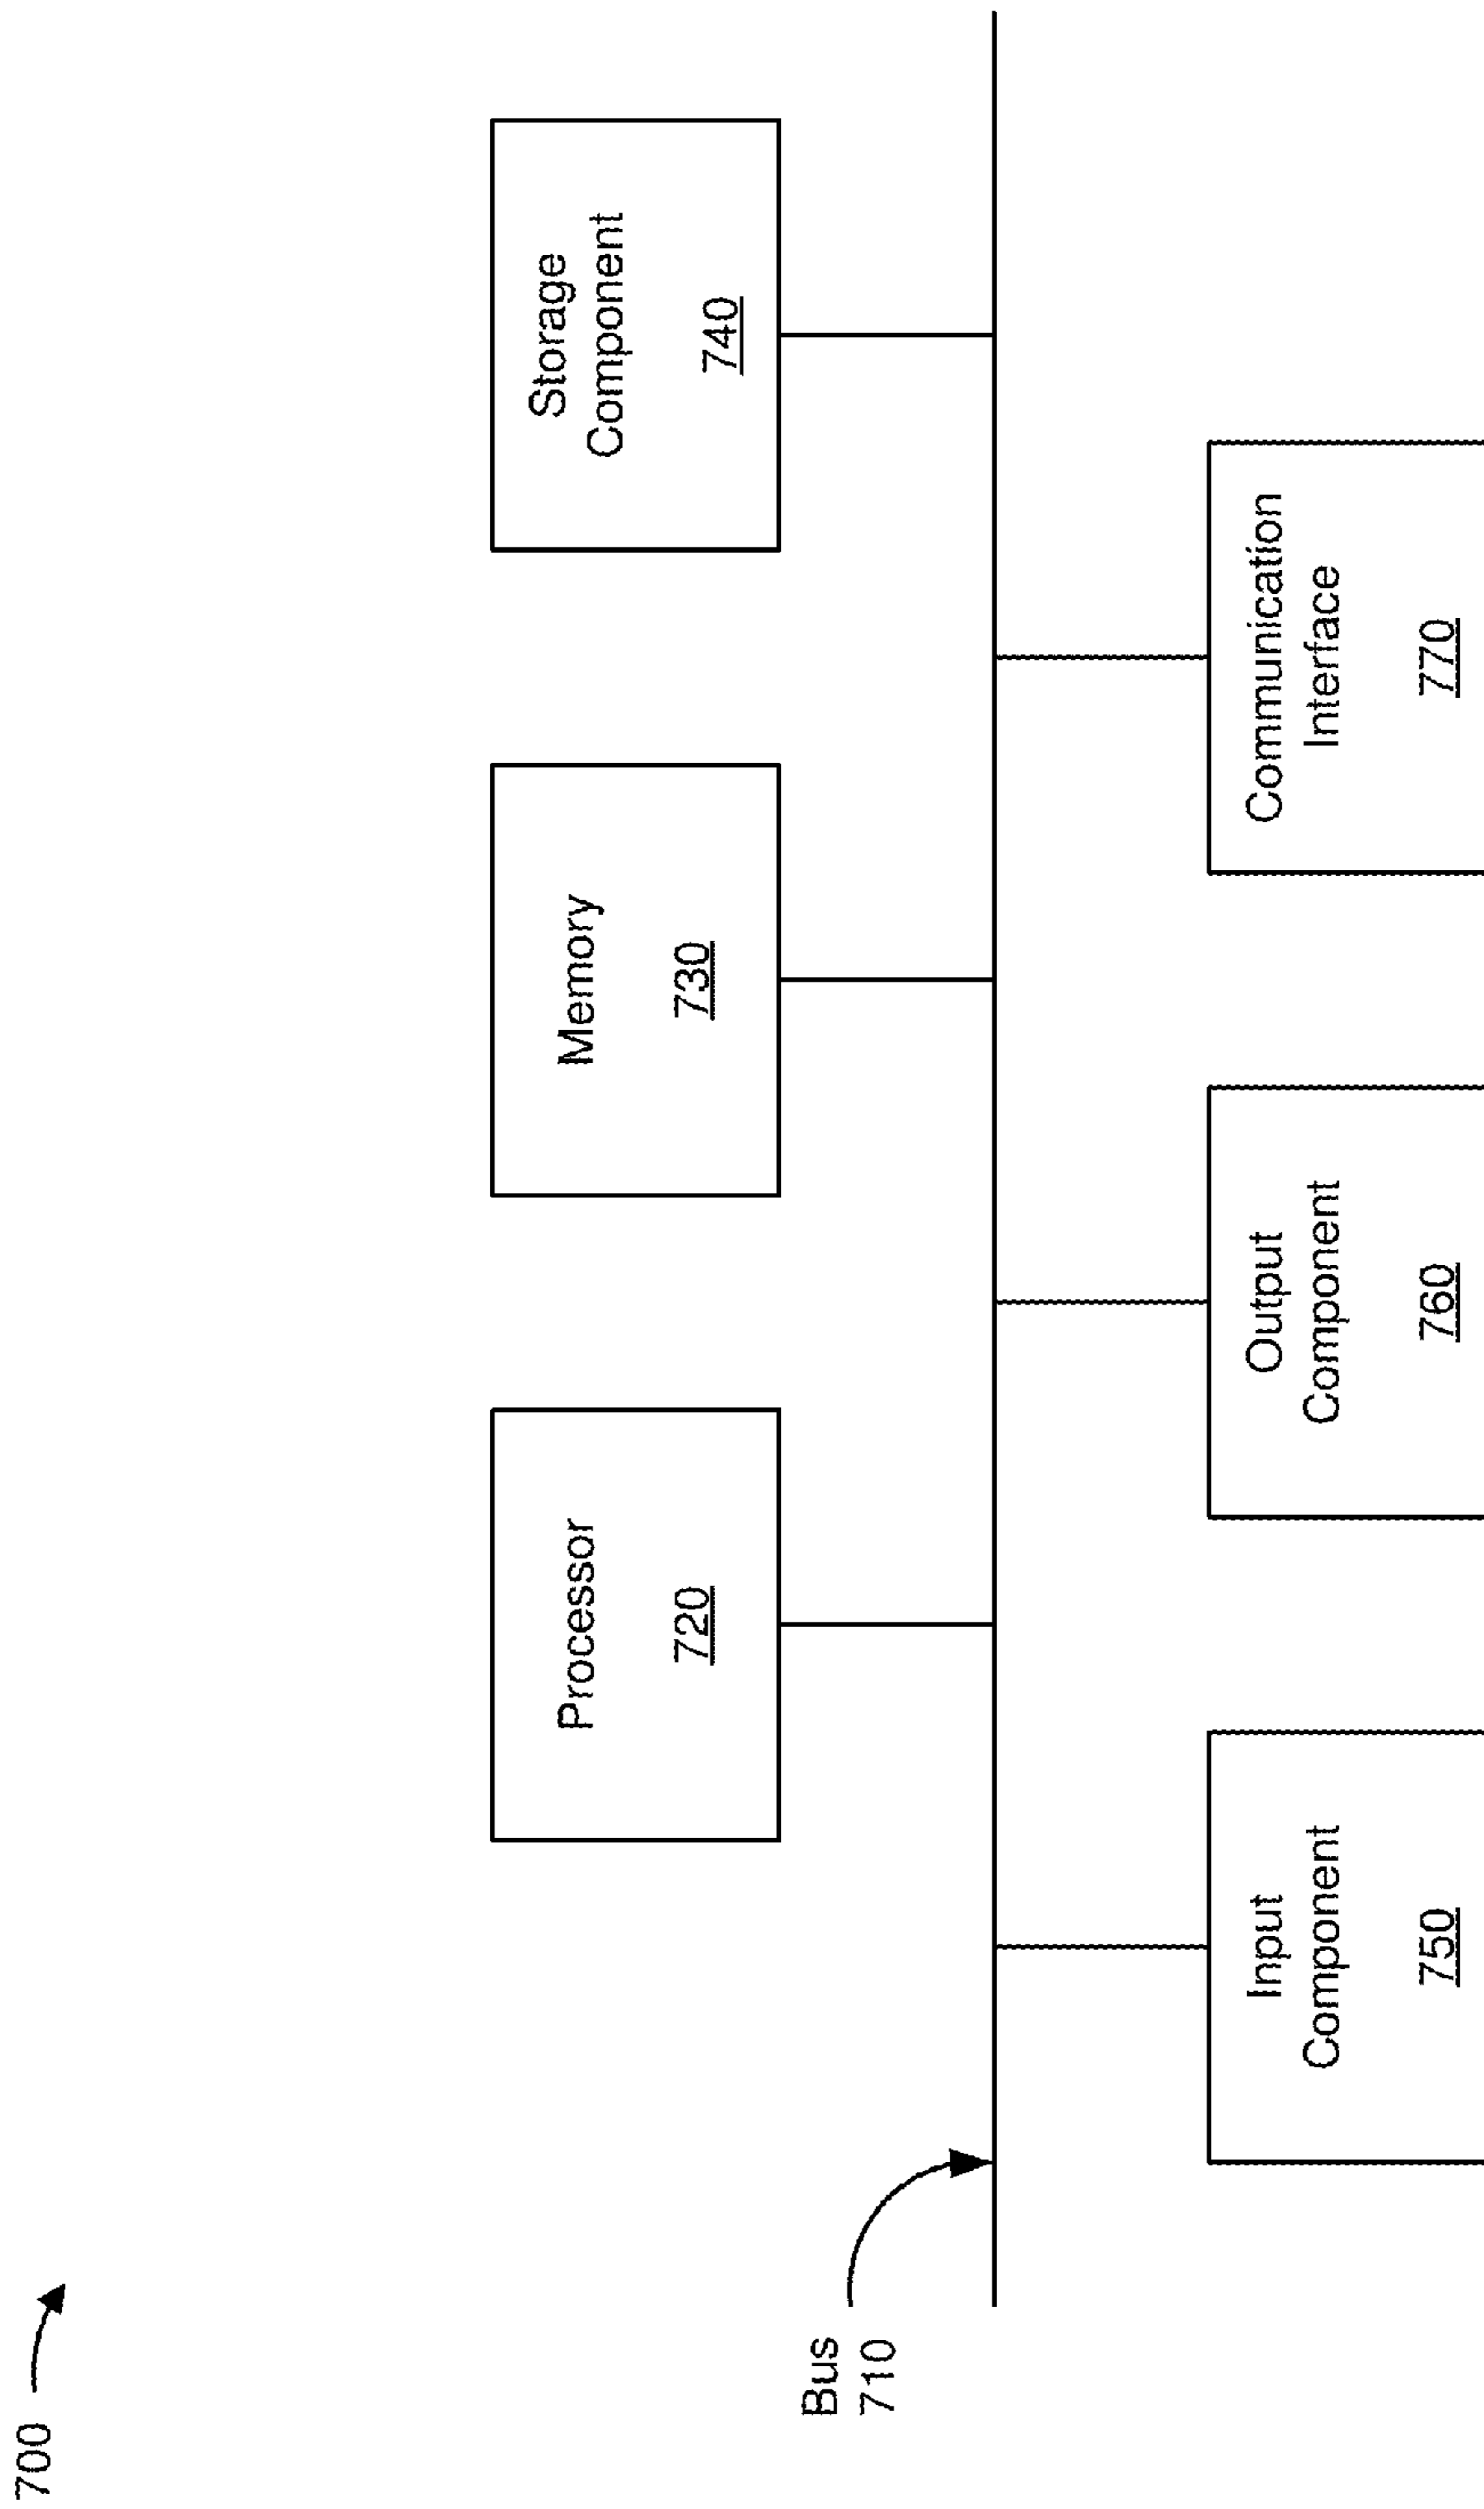 700
Processor
720
Memory
730
Storage
Component
740
Bus
710
Input
Component
750
Output
Component
760
Communication
Interface
770